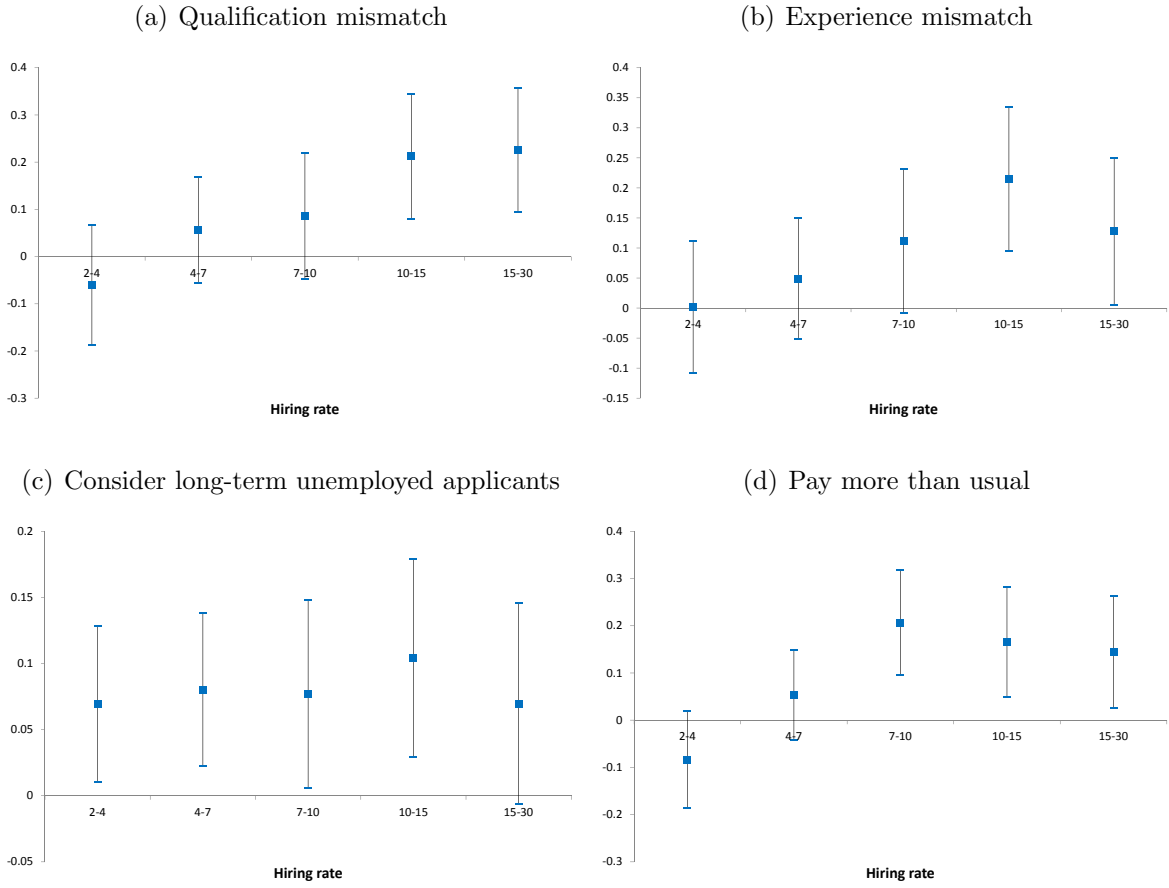 (a) Qualification mismatch
0.4
0.3
0.2
0.1
0
-0.1
-0.2
-0.3
2-4 4-7 7-10 10-15 15-30
Hiring rate
(b) Experience mismatch
0.4
0.35
0.3
0.25
0.2
0.15
0.1
0.05
0
-0.05
-0.1
-0.15
2-4 4-7 7-10 10-15 15-30
Hiring rate
(c) Consider long-term unemployed applicants
0.2
0.15
0.1
0.05
0
-0.05
2-4 4-7 7-10 10-15 15-30
Hiring rate
(d) Pay more than usual
0.4
0.3
0.2
0.1
0
-0.1
-0.2
-0.3
2-4 4-7 7-10 10-15 15-30
Hiring rate